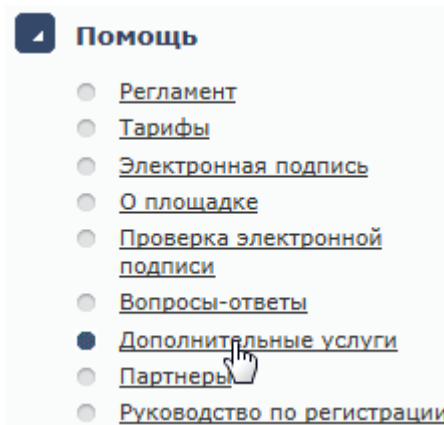 Помощь
Регламент
Тарифы
Электронная подпись
О площадке
Проверка электронной
подписи
Вопросы-ответы
Дополнительные услуги
Партнеры
Руководство по регистрации